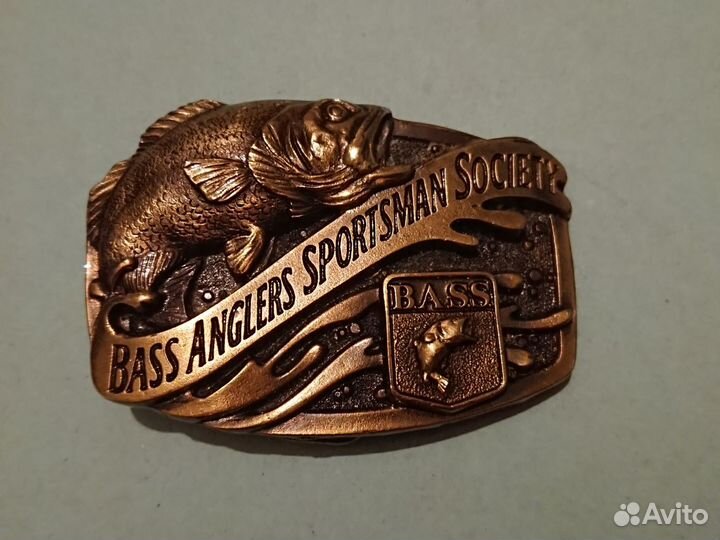 BASS ANGLERS SPORTSMAN SOCIETY
B.A.S.S.
Avito